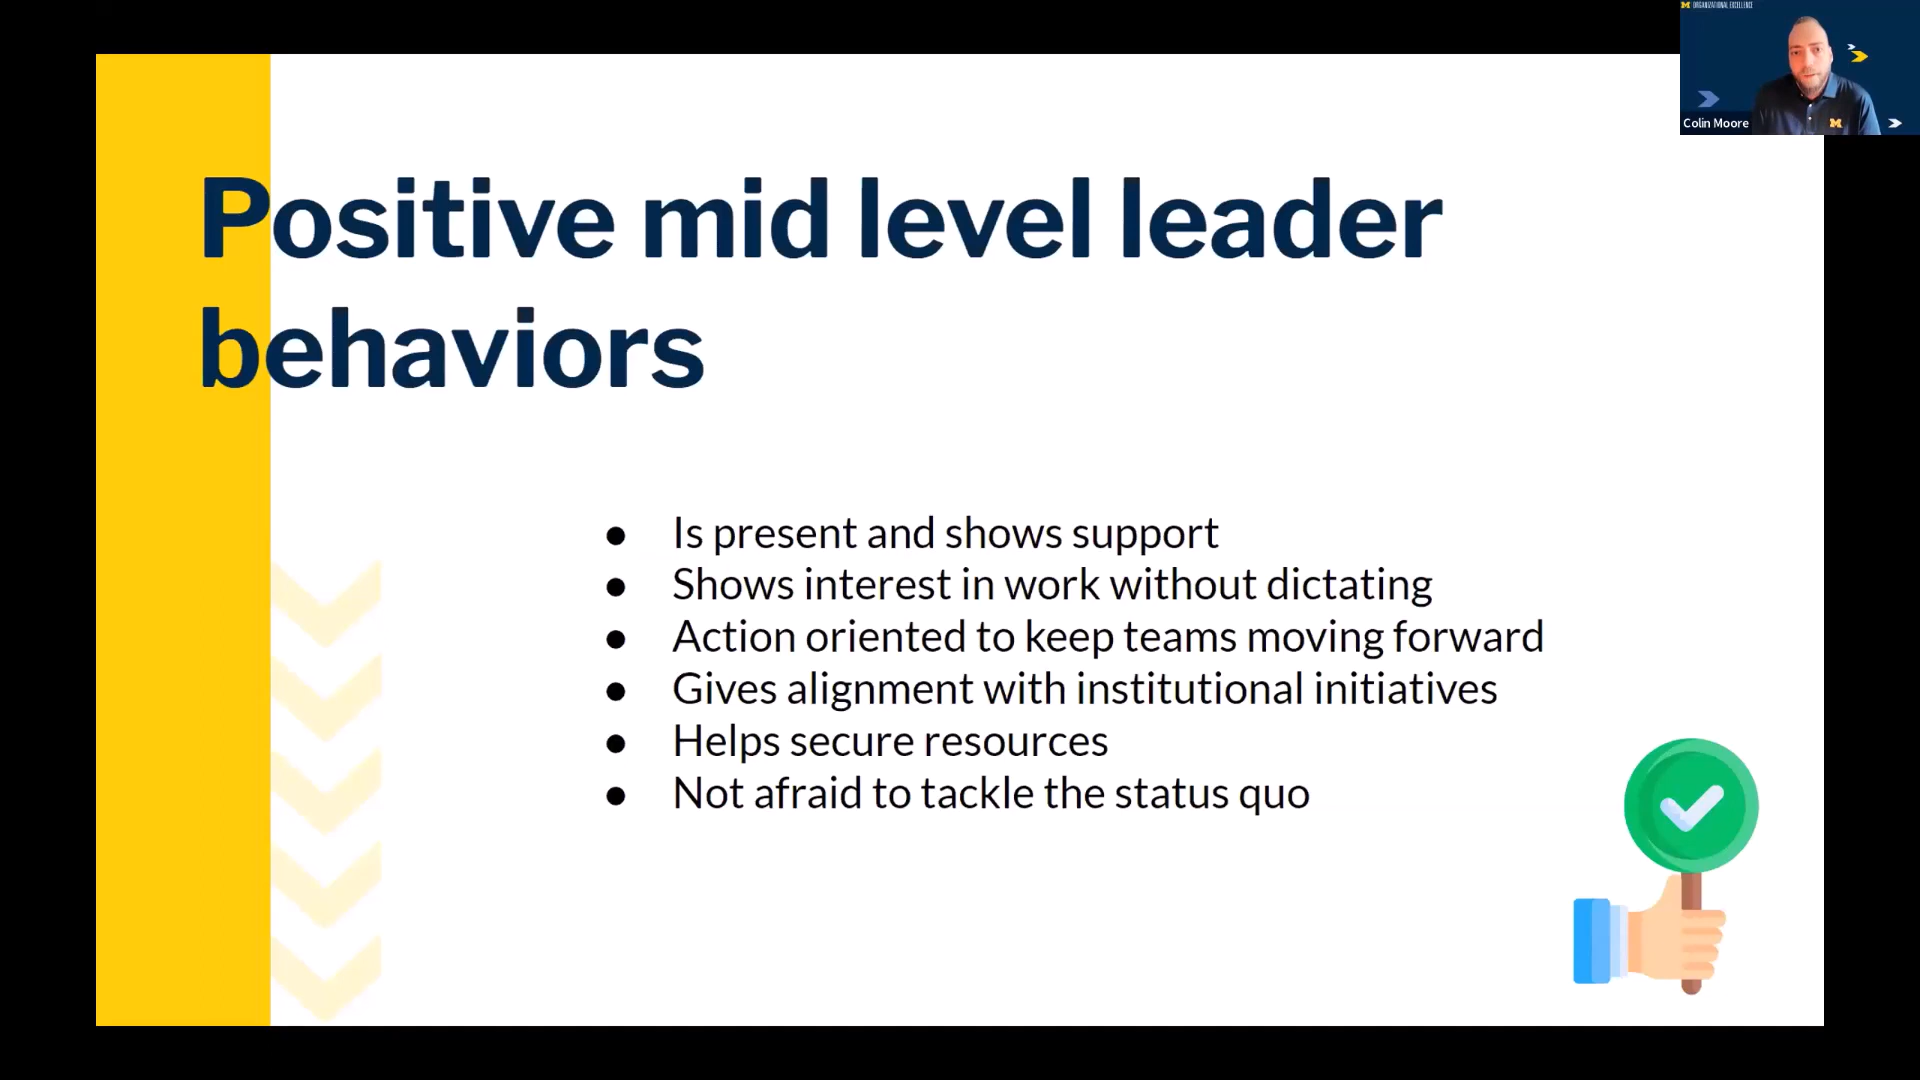 M ORGANIZATIONAL EXCELLENCE
M
Colin Moore
Positive mid level leader
behaviors
● Is present and shows support
● Shows interest in work without dictating
● Action oriented to keep teams moving forward
● Gives alignment with institutional initiatives
● Helps secure resources
● Not afraid to tackle the status quo